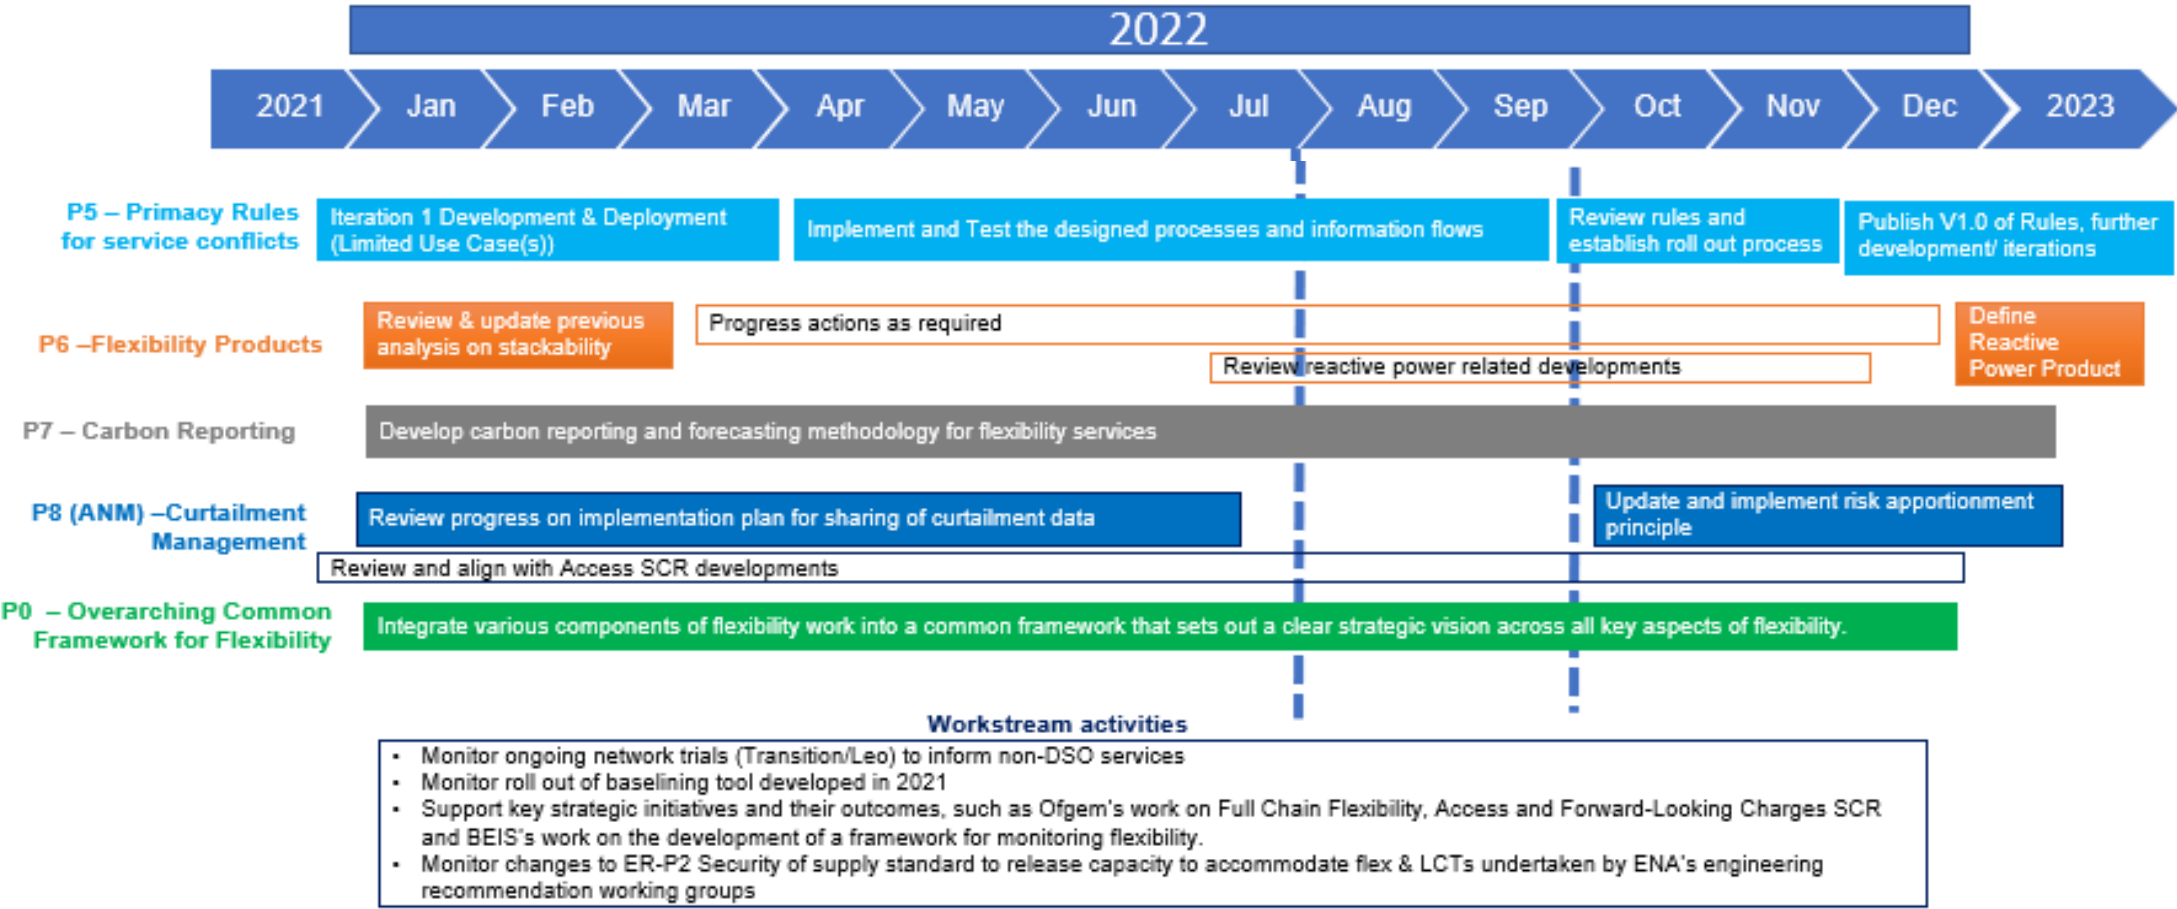 2022
2021 Jan Feb Mar Apr May Jun Jul Aug Sep Oct Nov Dec 2023
P5 – Primacy Rules
for service conflicts
Iteration 1 Development & Deployment
(Limited Use Case(s))
Implement and Test the designed processes and information flows
Review rules and
establish roll out process
Publish V1.0 of Rules, further
development/ iterations
P6 –Flexibility Products
Review & update previous
analysis on stackability
Progress actions as required
Review reactive power related developments
Define
Reactive
Power Product
P7 – Carbon Reporting
Develop carbon reporting and forecasting methodology for flexibility services
P8 (ANM) –Curtailment
Management
Review progress on implementation plan for sharing of curtailment data
Update and implement risk apportionment
principle
Review and align with Access SCR developments
P0 – Overarching Common
Framework for Flexibility
Integrate various components of flexibility work into a common framework that sets out a clear strategic vision across all key aspects of flexibility.
Workstream activities
• Monitor ongoing network trials (Transition/Leo) to inform non-DSO services
• Monitor roll out of baselining tool developed in 2021
• Support key strategic initiatives and their outcomes, such as Ofgem's work on Full Chain Flexibility, Access and Forward-Looking Charges SCR
and BEIS's work on the development of a framework for monitoring flexibility.
• Monitor changes to ER-P2 Security of supply standard to release capacity to accommodate flex & LCTs undertaken by ENA's engineering
recommendation working groups